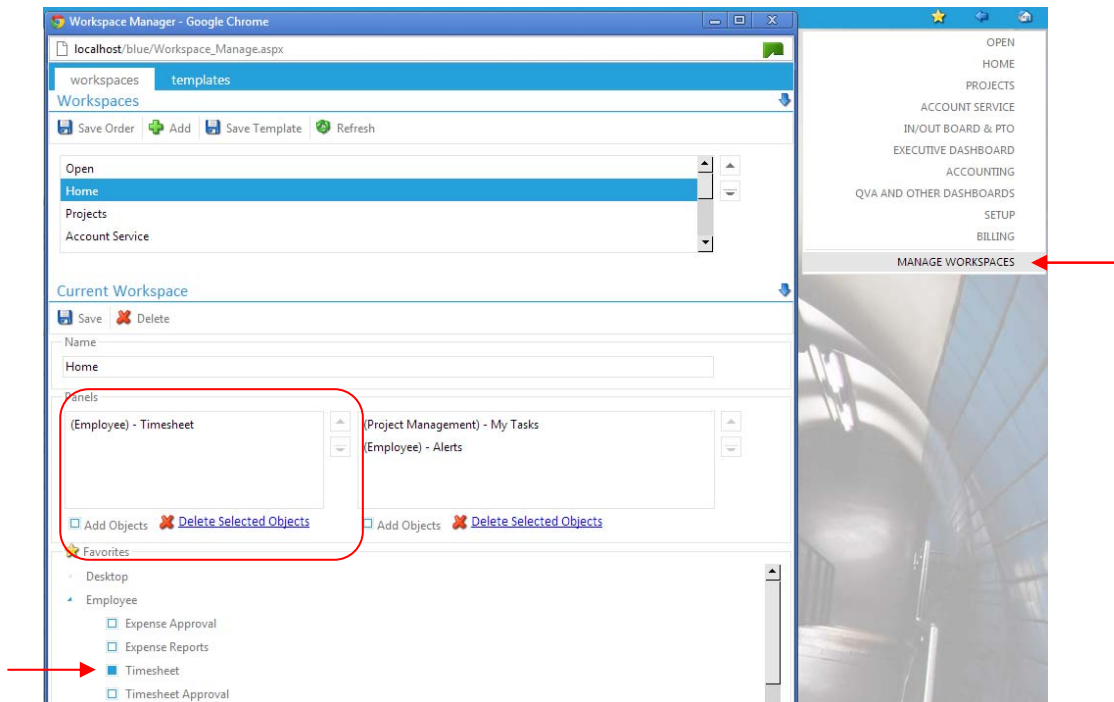 Workspace Manager - Google Chrome
localhost/blue/Workspace_Manage.aspx
workspaces templates
Workspaces
Save Order Add Save Template Refresh
Open
Home
Projects
Account Service
Current Workspace
Save Delete
Name
Home
Panels
(Employee) - Timesheet
(Project Management) - My Tasks
(Employee) - Alerts
Add Objects Delete Selected Objects
Add Objects Delete Selected Objects
Favorites
Desktop
Employee
Expense Approval
Expense Reports
Timesheet
Timesheet Approval
OPEN
HOME
PROJECTS
ACCOUNT SERVICE
IN/OUT BOARD & PTO
EXECUTIVE DASHBOARD
ACCOUNTING
QVA AND OTHER DASHBOARDS
SETUP
BILLING
MANAGE WORKSPACES